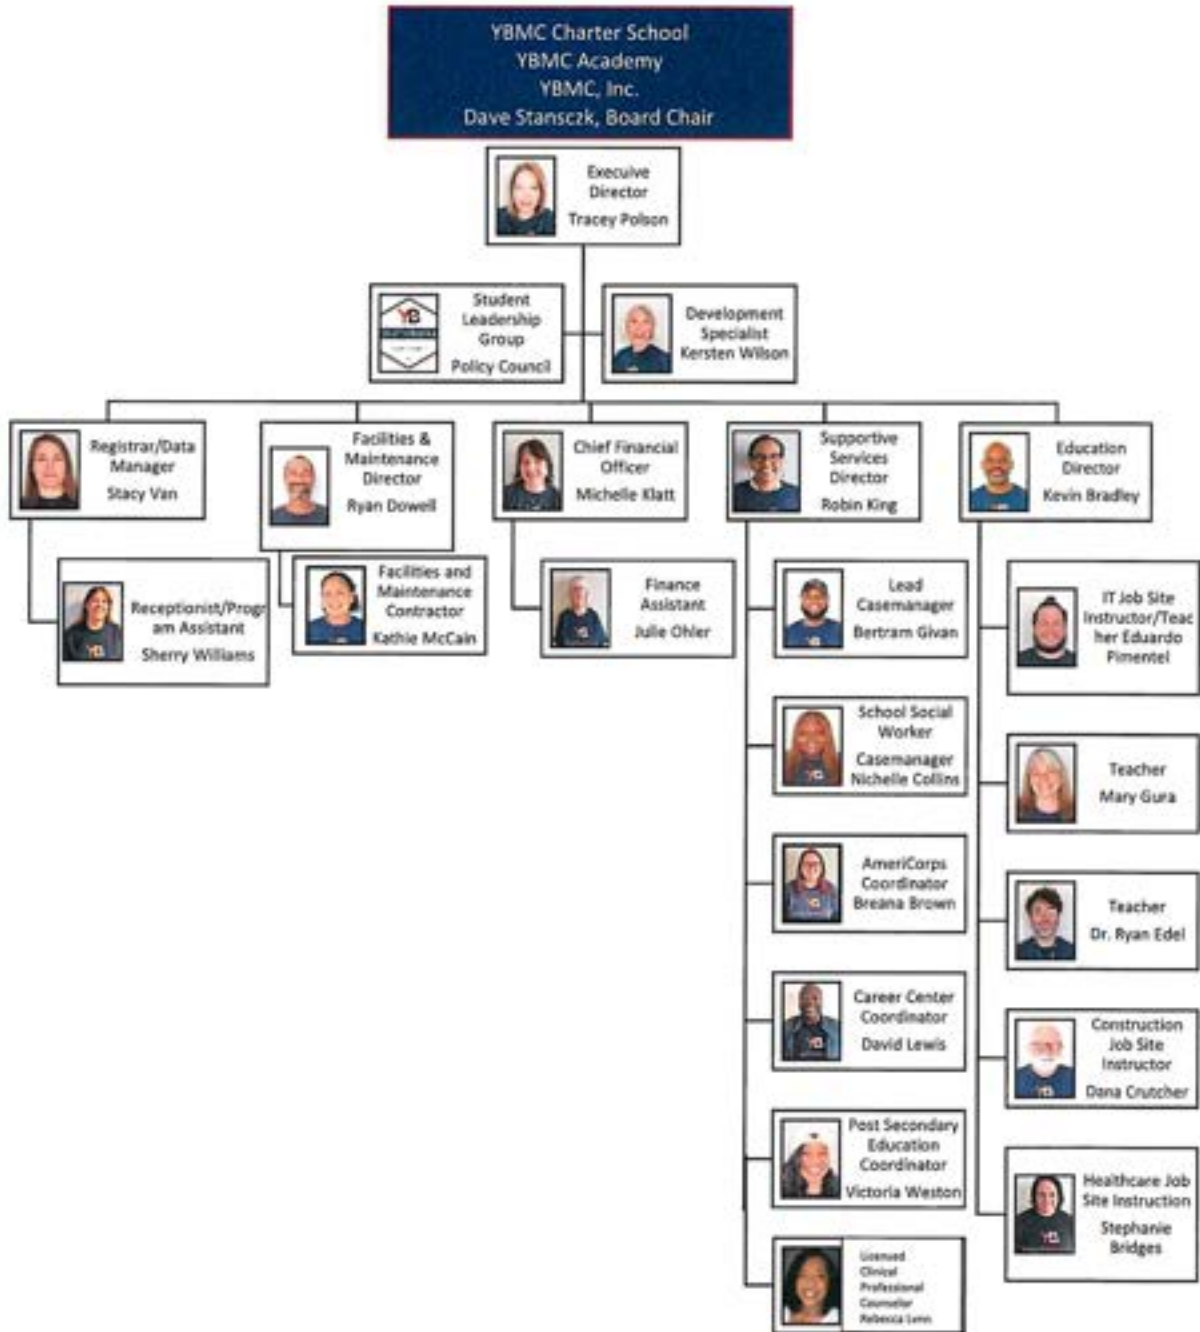 YBMC Charter School
YBMC Academy
YBMC, Inc.
Dave Stansczk, Board Chair
Execuive
Director
Tracey Polson
YB
Student
Leadership
Group
Policy Council
Development
Specialist
Kersten Wilson
Registrar/Data
Manager
Stacy Van
Facilities &
Maintenance
Director
Ryan Dowell
Chief Financial
Officer
Michelle Klatt
Supportive
Services
Director
Robin King
Education
Director
Kevin Bradley
Receptionist/Progr
am Assistant
Sherry Williams
Facilities and
Maintenance
Contractor
Kathie McCain
Finance
Assistant
Julie Ohler
Lead
Casemanager
Bertram Givan
IT Job Site
Instructor/Teac
her Eduardo
Pimentel
School Social
Worker
Casemanager
Nichelle Collins
Teacher
Mary Gura
AmeriCorps
Coordinator
Breana Brown
Teacher
Dr. Ryan Edel
Career Center
Coordinator
David Lewis
Construction
Job Site
Instructor
Dana Crutcher
Post Secondary
Education
Coordinator
Victoria Weston
Healthcare Job
Site Instruction
Stephanie
Bridges
Licensed
Clinical
Professional
Counselor
Rebecca Lynn